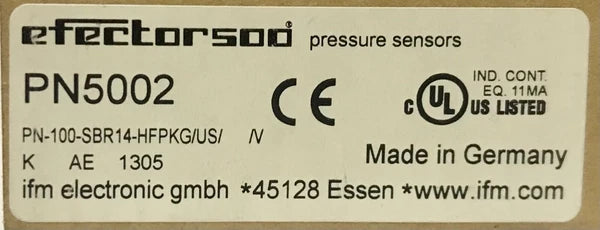 efector500 pressure sensors
PN5002
CE
C UL US LISTED
IND. CONT.
EQ. 11MA
PN-100-SBR14-HFPKG/US/ /V
K AE 1305
Made in Germany
ifm electronic gmbh *45128 Essen *www.ifm.com